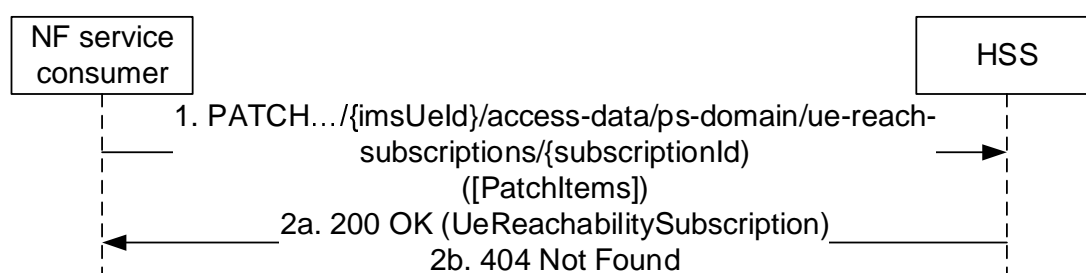 NF service
consumer
HSS
1. PATCH…/{imsUeId}/access-data/ps-domain/ue-reach-
subscriptions/{subscriptionId)
([PatchItems])
2a. 200 OK (UeReachabilitySubscription)
2b. 404 Not Found